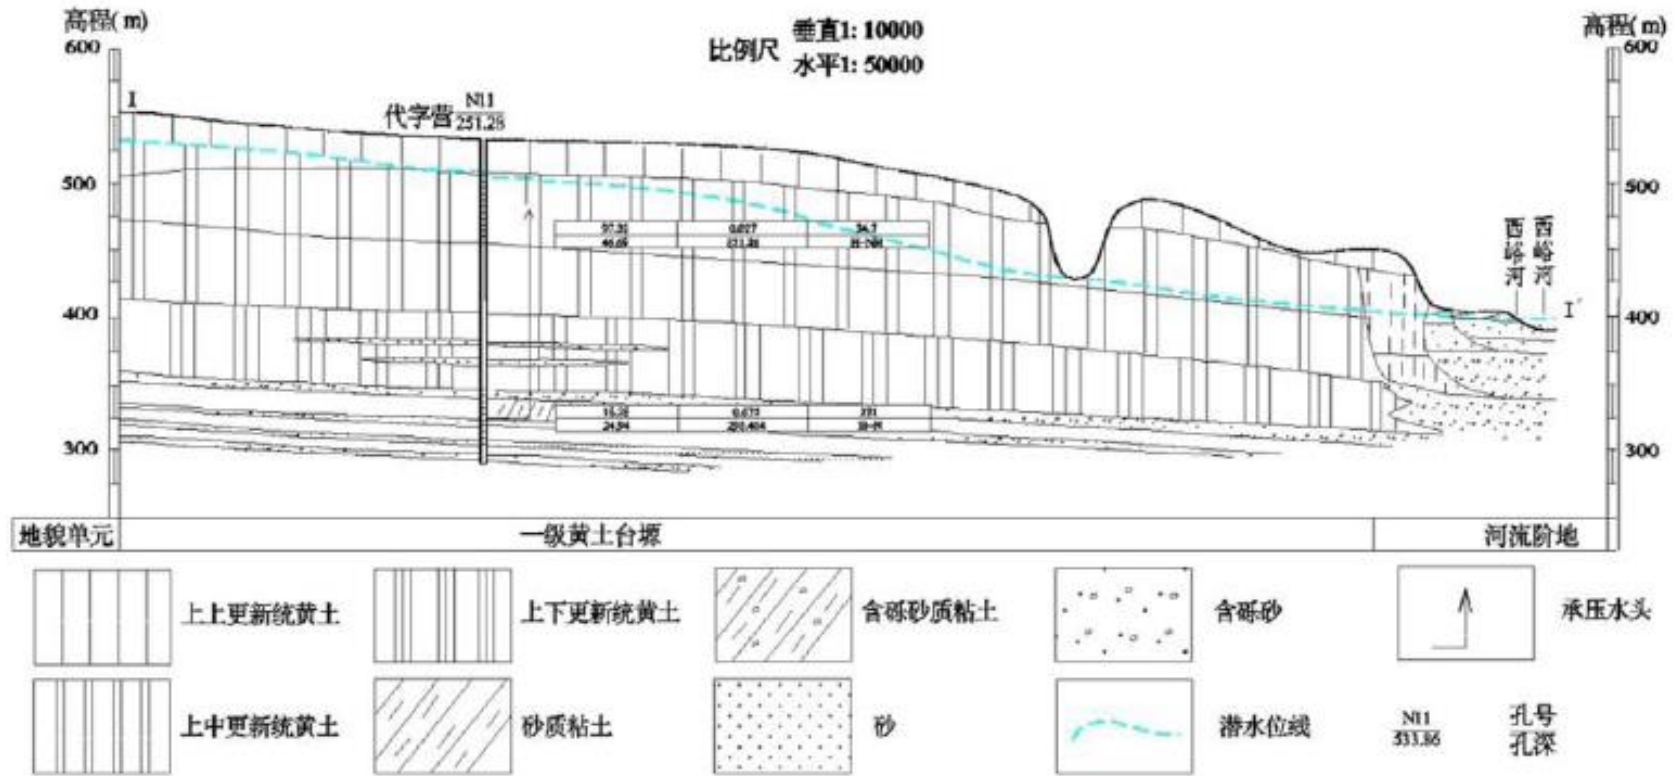 高程(m)
600
500
400
300
比例尺
垂直1:10000
水平1:50000
高程(m)
600
500
400
300
I
代字营
N11
251.28
西峪河
西峪河
I'
地貌单元
一级黄土台塬
河流阶地
上上更新统黄土
上下更新统黄土
含砾砂质粘土
含砾砂
承压水头
上中更新统黄土
砂质粘土
砂
潜水位线
N11
533.86
孔号
孔深